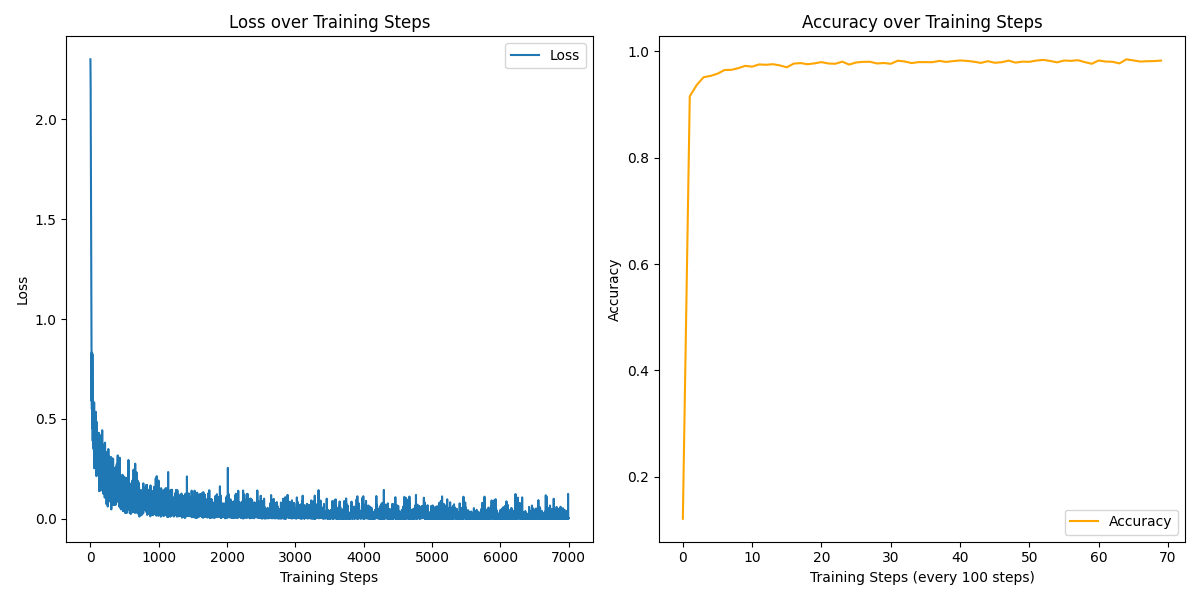 Loss over Training Steps
Loss
2.0
1.5
1.0
0.5
0.0
Loss
0 1000 2000 3000 4000 5000 6000 7000
Training Steps
Accuracy over Training Steps
1.0
0.8
0.6
0.4
0.2
Accuracy
Accuracy
0 10 20 30 40 50 60 70
Training Steps (every 100 steps)